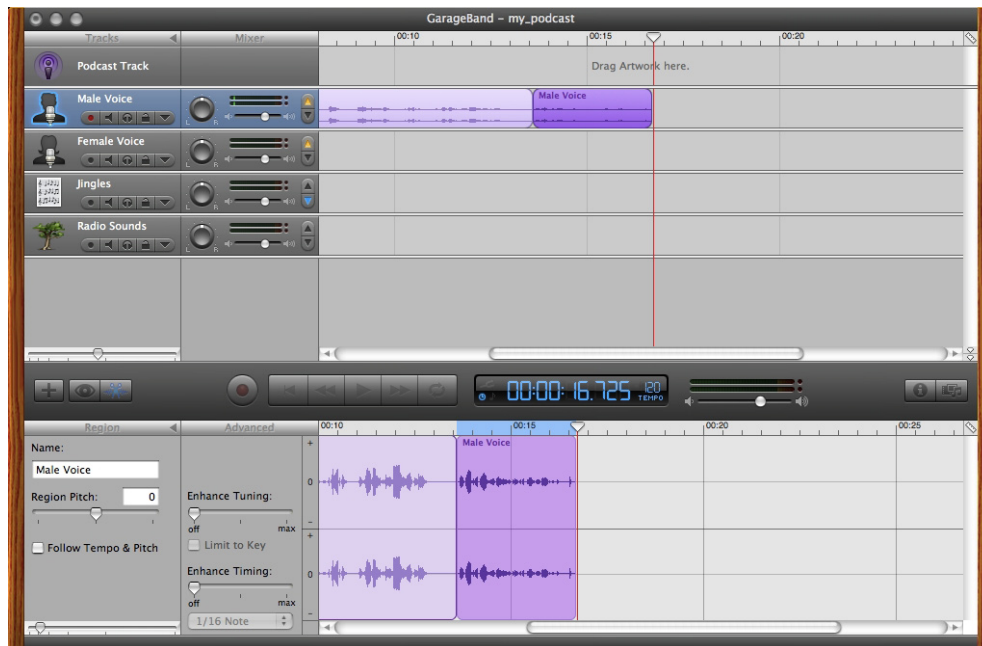 GarageBand – my_podcast
Tracks Mixer 00:10 00:15 00:20
Podcast Track Drag Artwork here.
Male Voice Male Voice
L R
Female Voice
L R
Jingles
L R
Radio Sounds
L R
00:00:16.725 120
TEMPO
Region Advanced 00:10 00:15 00:20 00:25
Name: + Male Voice
Male Voice
Region Pitch: 0 Enhance Tuning: 0
off max -
Follow Tempo & Pitch Limit to Key +
Enhance Timing: 0
off max
1/16 Note -